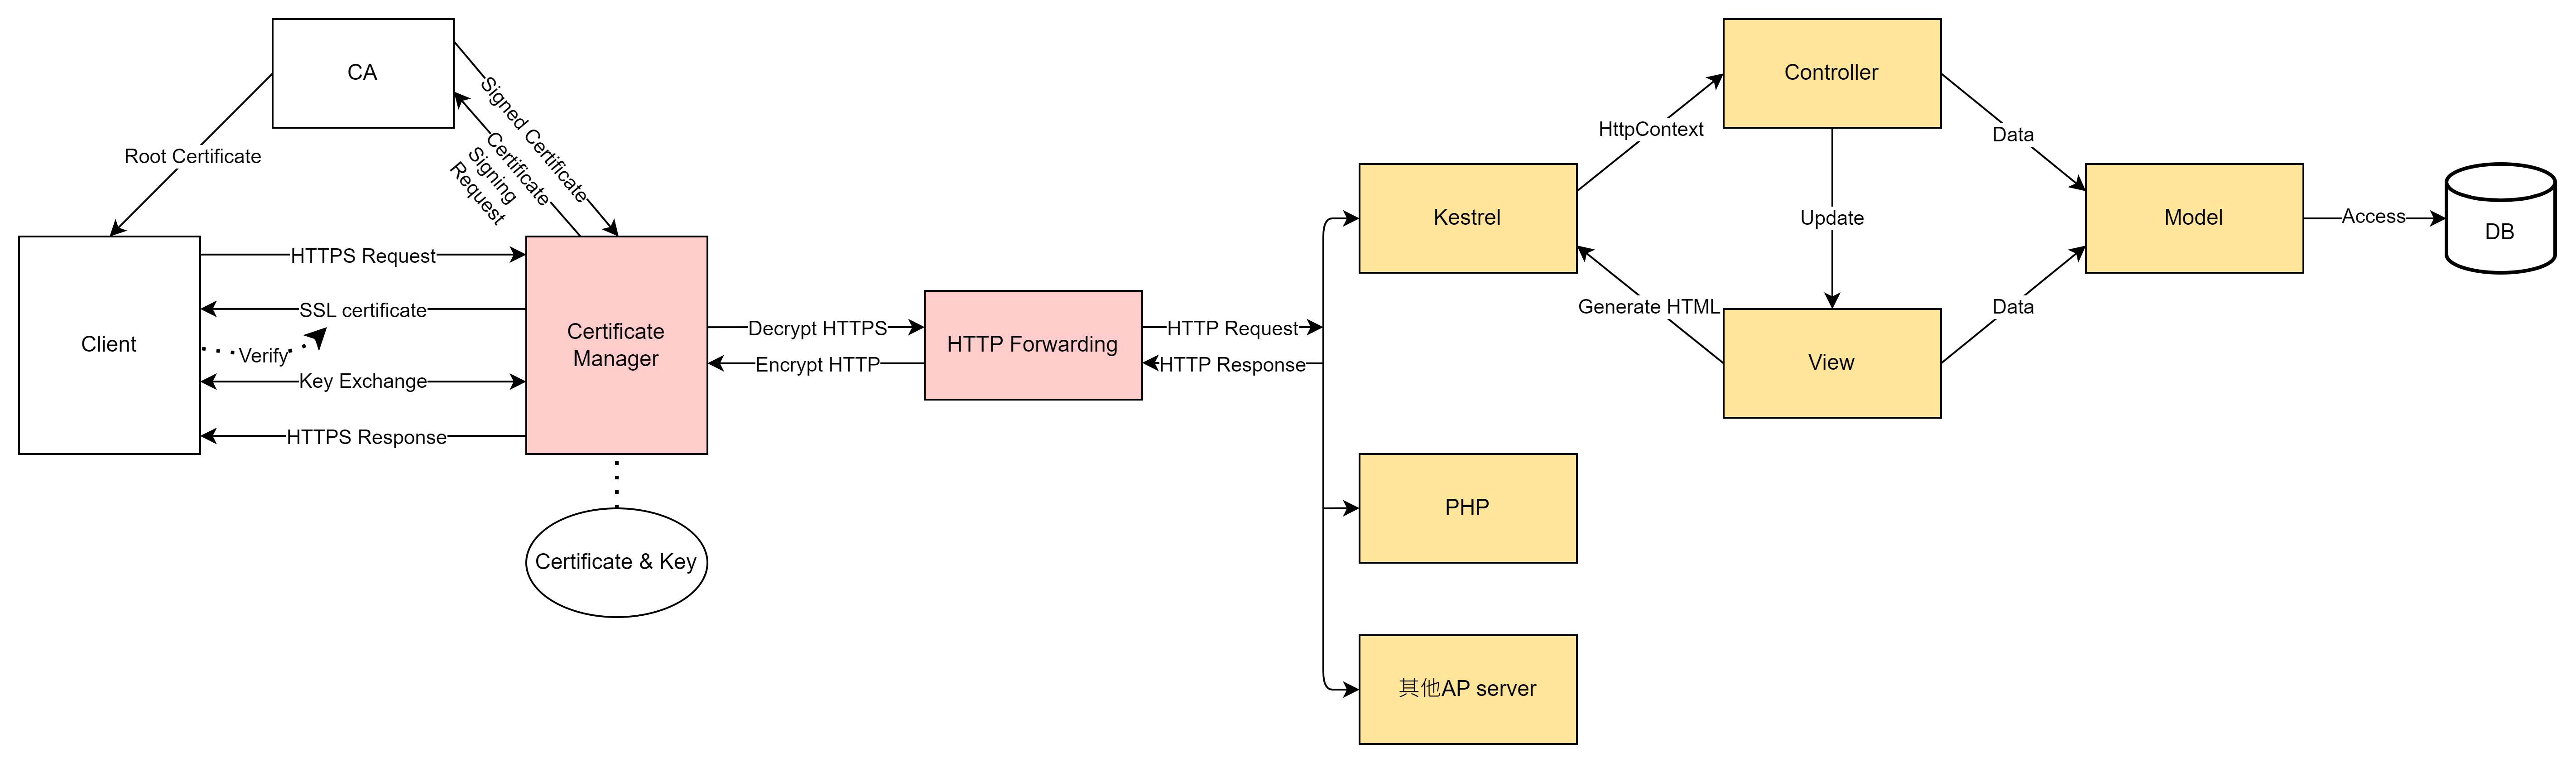 CA
Root Certificate
Signed Certificate
Certificate
Signing
Request
Client
HTTPS Request
SSL certificate
Verify
Key Exchange
HTTPS Response
Certificate
Manager
Certificate & Key
Decrypt HTTPS
Encrypt HTTP
HTTP Forwarding
HTTP Request
HTTP Response
Kestrel
PHP
其他AP server
HttpContext
Generate HTML
Controller
Update
View
Data
Data
Model
Access
DB